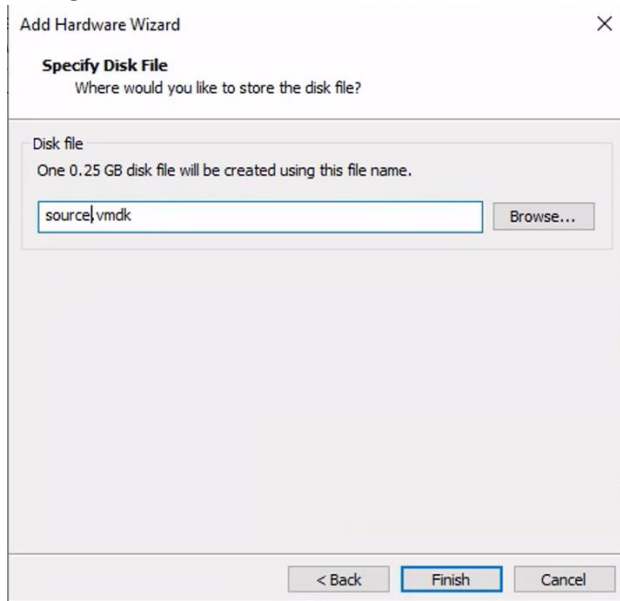 Add Hardware Wizard
Specify Disk File
Where would you like to store the disk file?
Disk file
One 0.25 GB disk file will be created using this file name.
source.vmdk
Browse...
< Back
Finish
Cancel